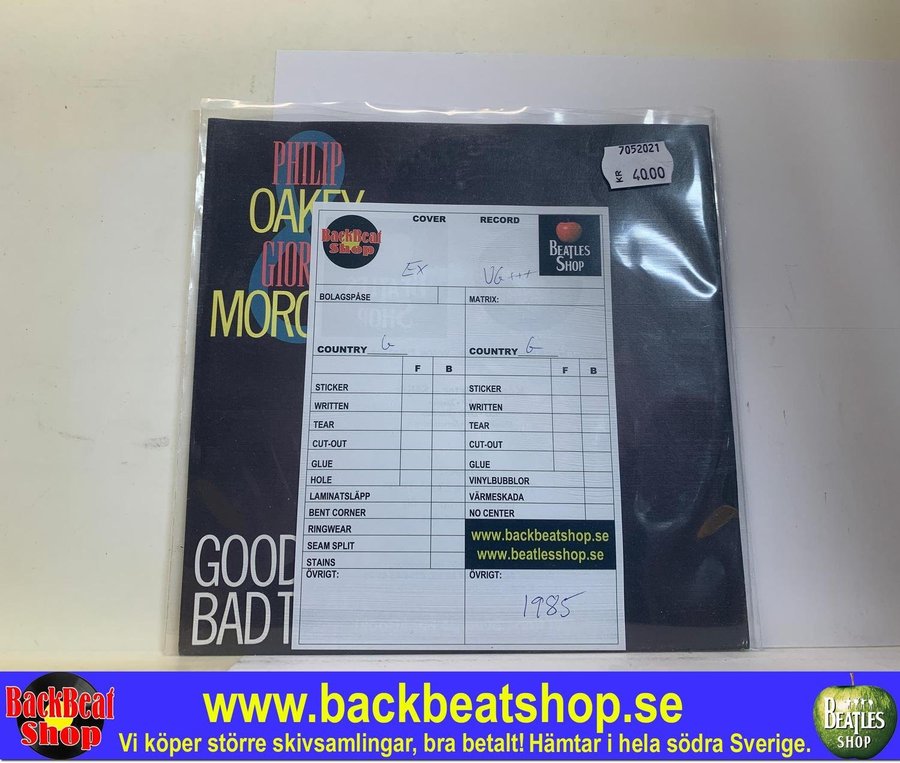 PHILIP
OAKEY
GIOR
MORO
GOOD
BAD T
7052021
KR 40.00
COVER RECORD
BackBeat
Shop
BEATLES
SHOP
EX VG+++
BOLAGSPÅSE MATRIX:
COUNTRY G COUNTRY G
F B F B
STICKER STICKER
WRITTEN WRITTEN
TEAR TEAR
CUT-OUT CUT-OUT
GLUE GLUE
HOLE VINYLBUBBLOR
LAMINATSLÄPP VÄRMESKADA
BENT CORNER NO CENTER
RINGWEAR
SEAM SPLIT
STAINS
www.backbeatshop.se
www.beatlesshop.se
ÖVRIGT: ÖVRIGT:
1985
BackBeat
Shop
www.backbeatshop.se
Vi köper större skivsamlingar, bra betalt! Hämtar i hela södra Sverige.
BEATLES
SHOP